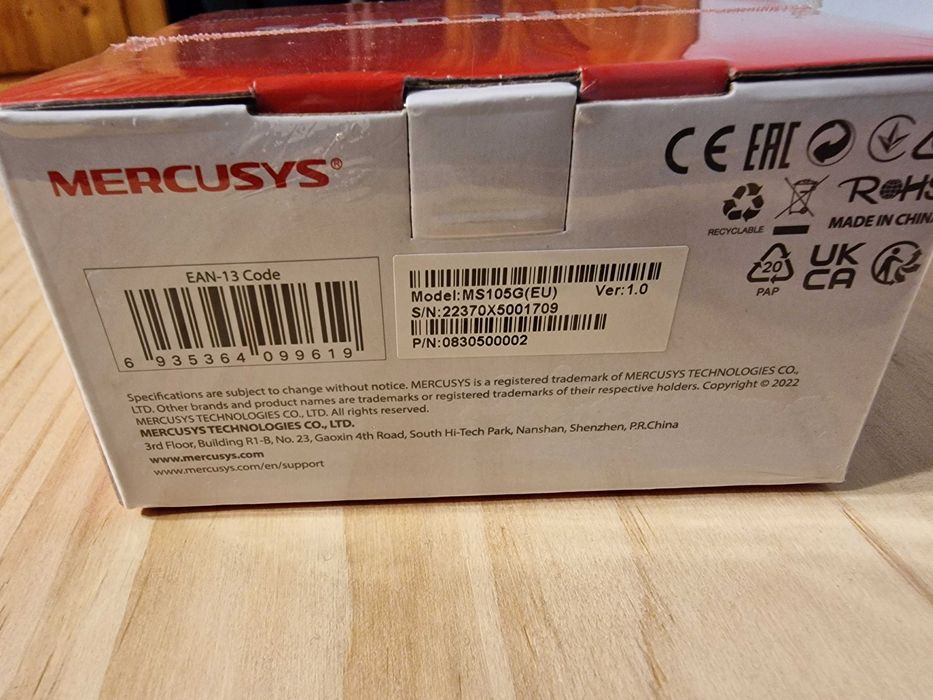 MERCUSYS®
CE EAC
RoHS
RECYCLABLE
MADE IN CHINA
20
PAP
UK
CA
EAN-13 Code
6 935364 099619
Model:MS105G(EU) Ver:1.0
S/N:22370X5001709
P/N:0830500002
Specifications are subject to change without notice. MERCUSYS is a registered trademark of MERCUSYS TECHNOLOGIES CO.,
LTD. Other brands and product names are trademarks or registered trademarks of their respective holders. Copyright © 2022
MERCUSYS TECHNOLOGIES CO., LTD. All rights reserved.
MERCUSYS TECHNOLOGIES CO., LTD.
3rd Floor, Building R1-B, No. 23, Gaoxin 4th Road, South Hi-Tech Park, Nanshan, Shenzhen, P.R.China
www.mercusys.com
www.mercusys.com/en/support